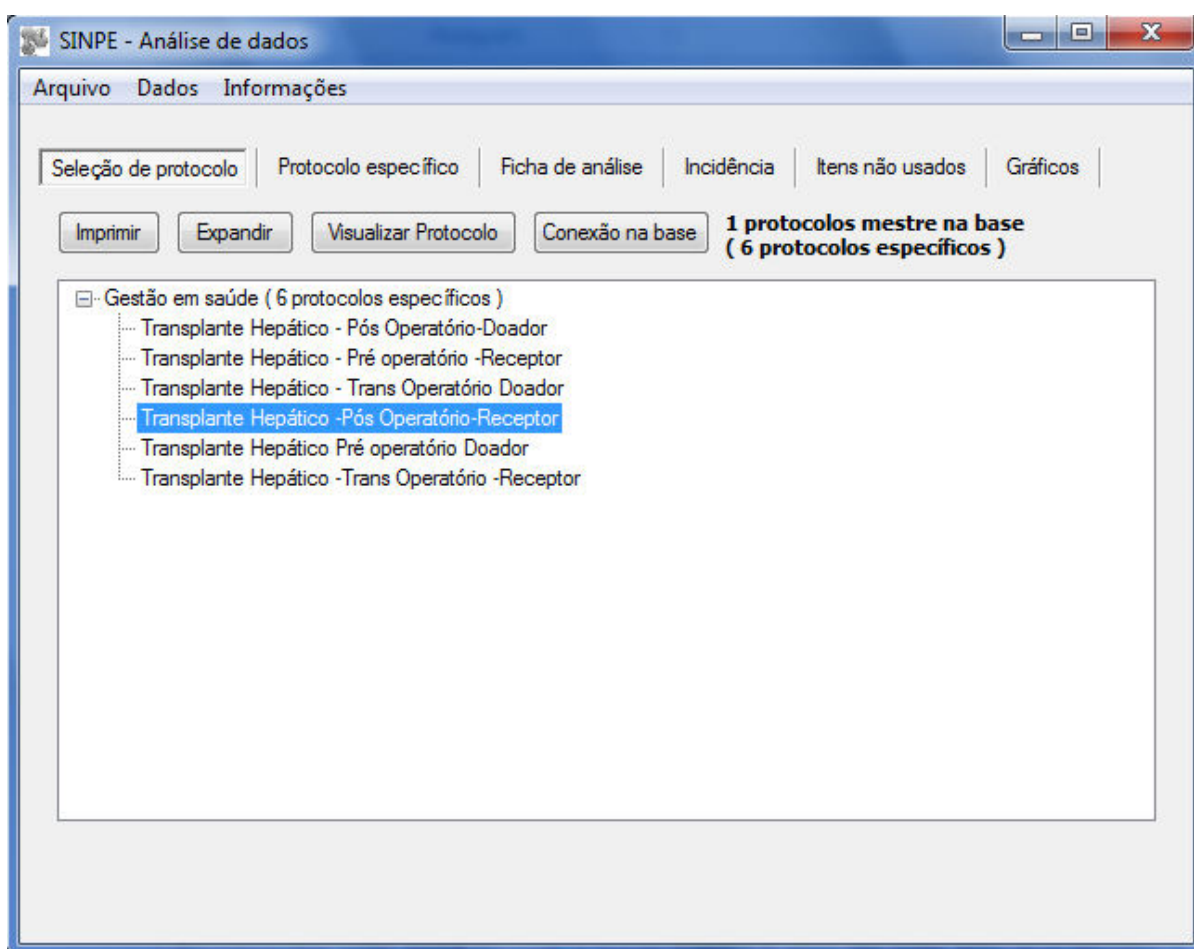 SINPE - Análise de dados
Arquivo Dados Informações
Seleção de protocolo Protocolo específico Ficha de análise Incidência Itens não usados Gráficos
Imprimir Expandir Visualizar Protocolo Conexão na base 1 protocolos mestre na base
( 6 protocolos específicos )
Gestão em saúde ( 6 protocolos específicos )
Transplante Hepático - Pós Operatório-Doador
Transplante Hepático - Pré operatório -Receptor
Transplante Hepático - Trans Operatório Doador
Transplante Hepático -Pós Operatório-Receptor
Transplante Hepático Pré operatório Doador
Transplante Hepático -Trans Operatório -Receptor